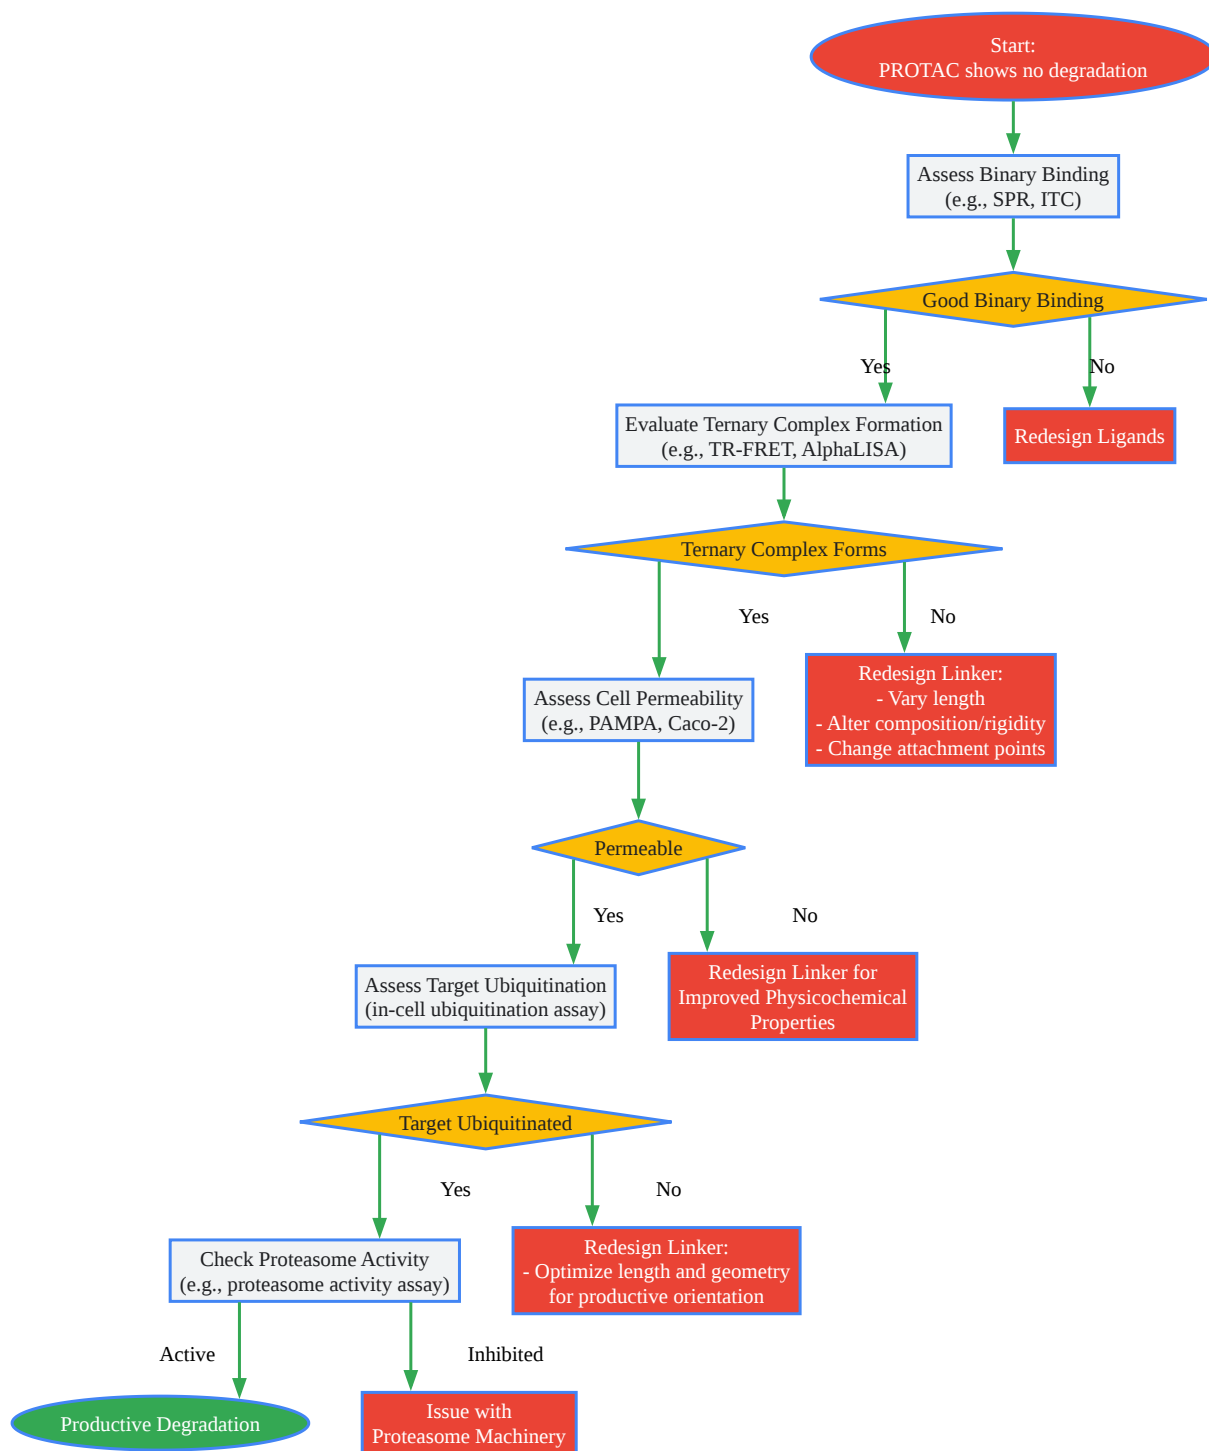 Start:
PROTAC shows no degradation
Assess Binary Binding
(e.g., SPR, ITC)
Good Binary Binding
Yes
No
Evaluate Ternary Complex Formation
(e.g., TR-FRET, AlphaLISA)
Redesign Ligands
Ternary Complex Forms
Yes
No
Assess Cell Permeability
(e.g., PAMPA, Caco-2)
Redesign Linker:
- Vary length
- Alter composition/rigidity
- Change attachment points
Permeable
Yes
No
Assess Target Ubiquitination
(in-cell ubiquitination assay)
Redesign Linker for
Improved Physicochemical
Properties
Target Ubiquitinated
Yes
No
Check Proteasome Activity
(e.g., proteasome activity assay)
Redesign Linker:
- Optimize length and geometry
for productive orientation
Active
Inhibited
Productive Degradation
Issue with
Proteasome Machinery